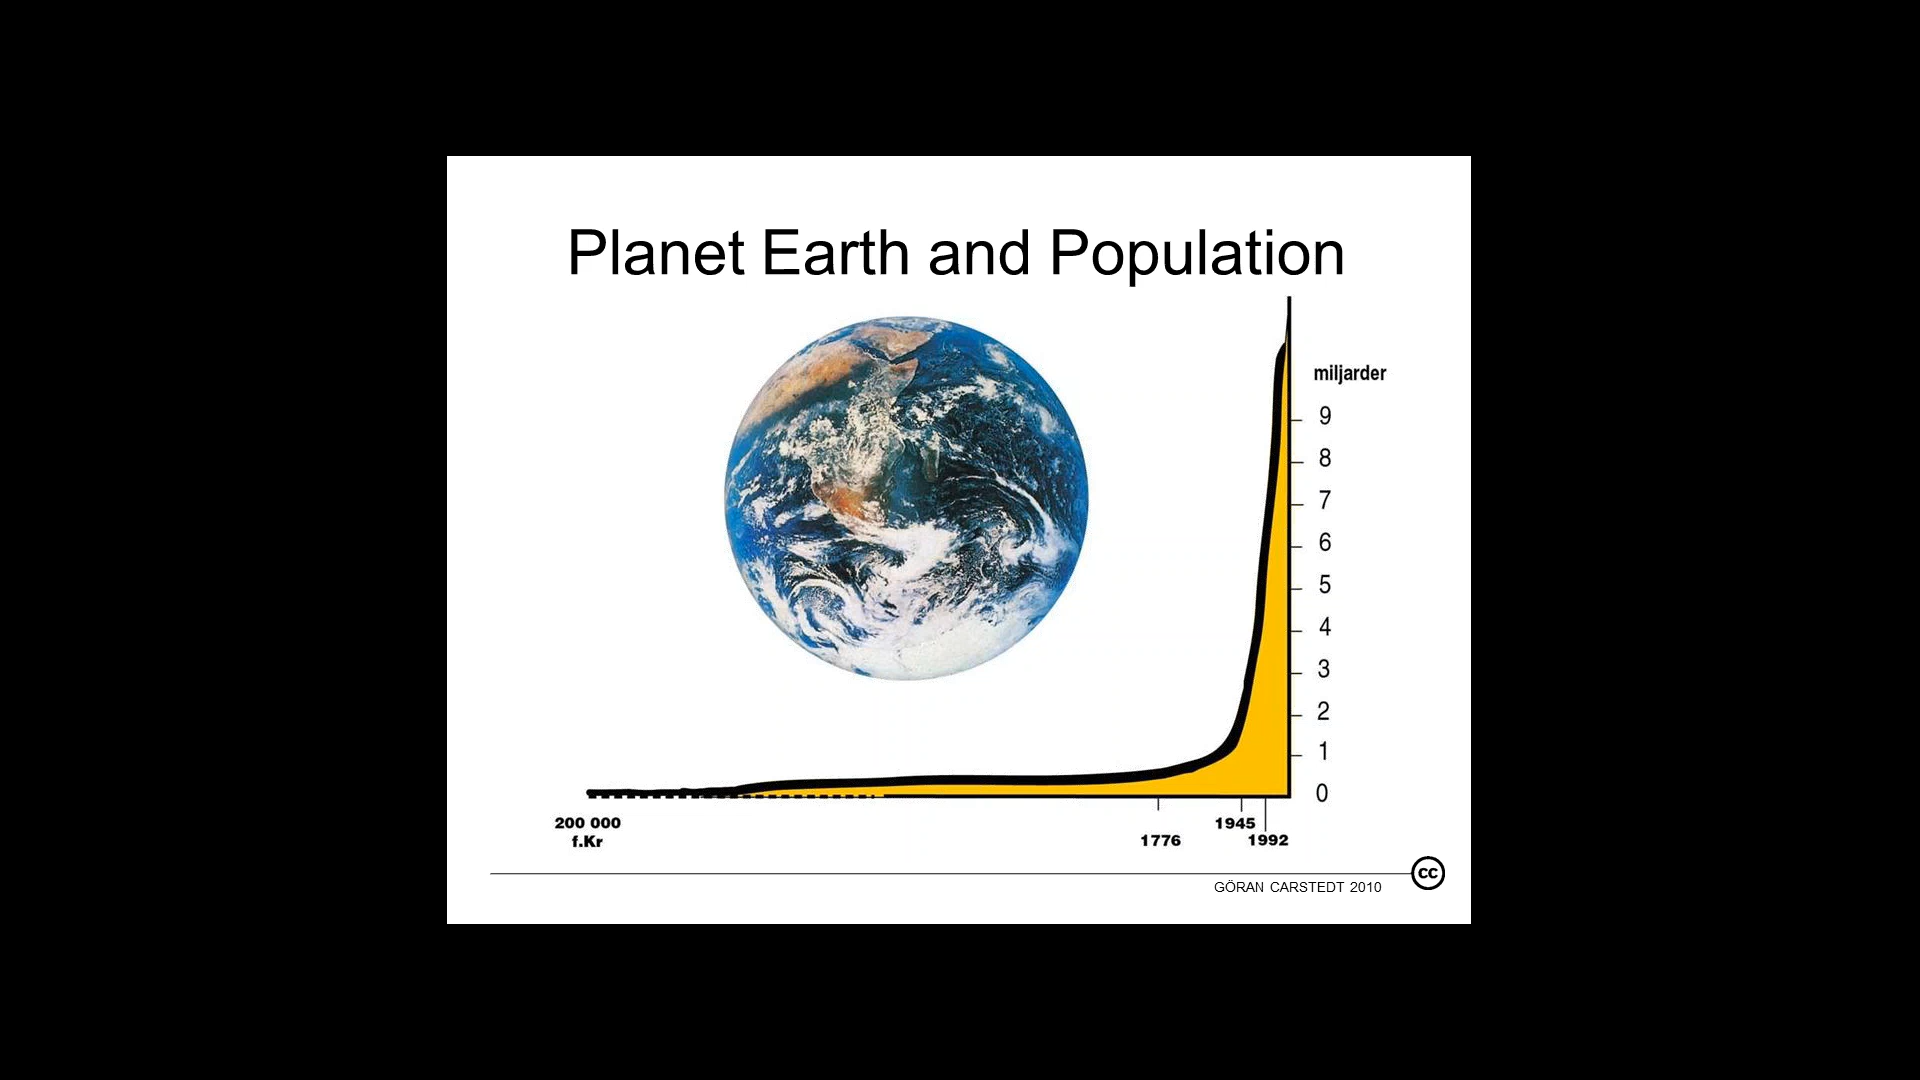 Planet Earth and Population
miljarder
9
8
7
6
5
4
3
2
1
0
200 000
f.Kr
1776
1945
1992
GÖRAN CARSTEDT 2010
cc